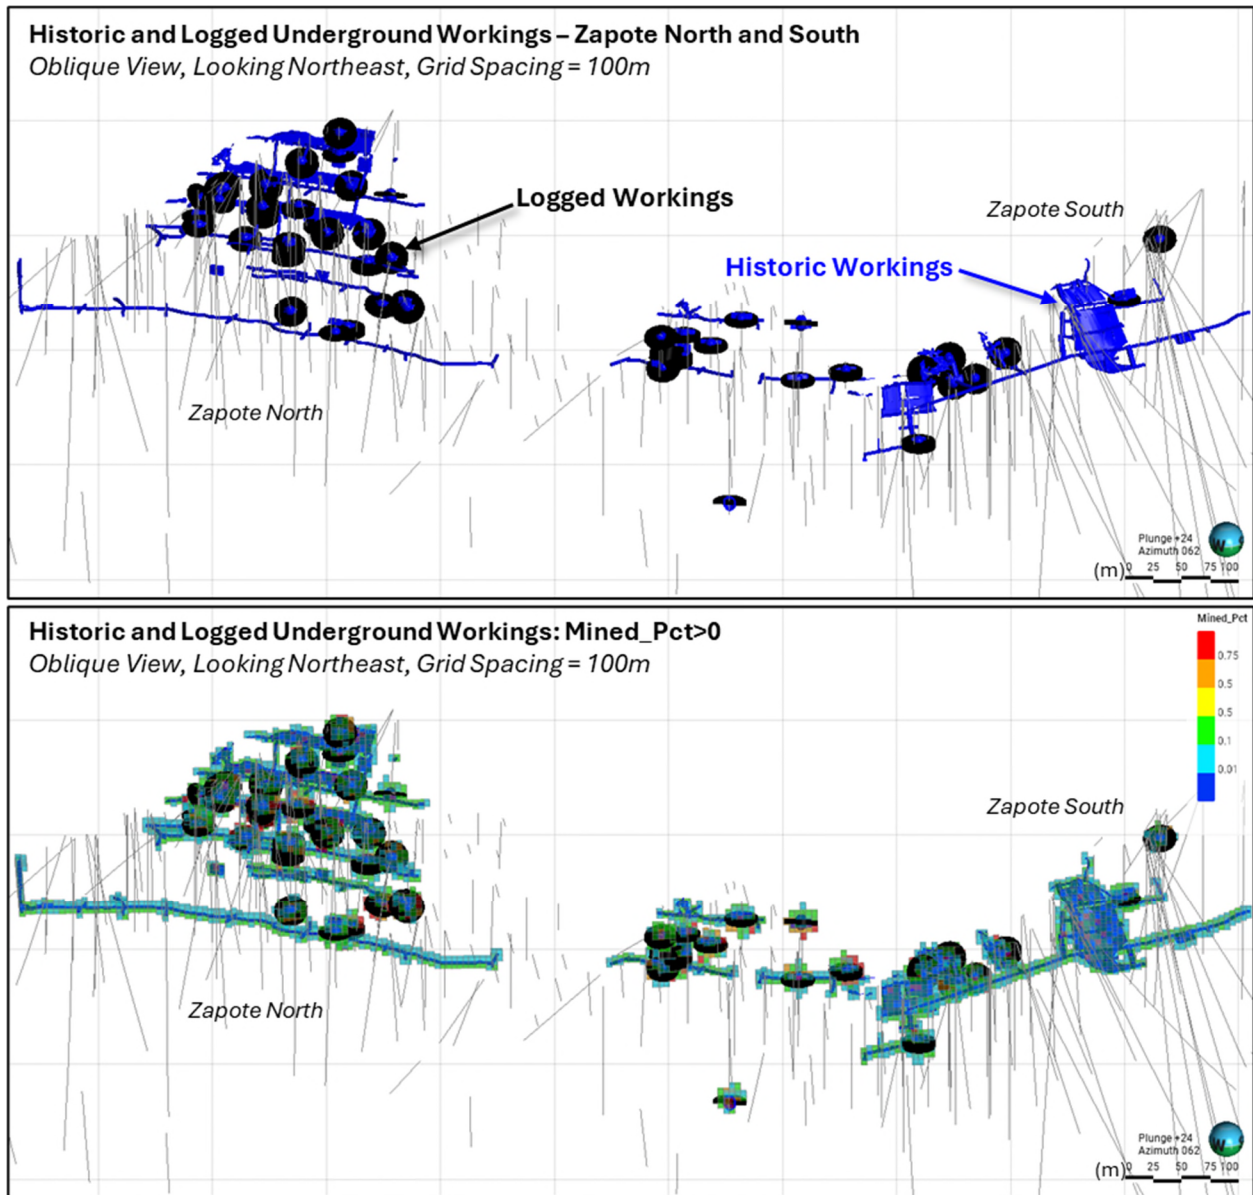 Historic and Logged Underground Workings – Zapote North and South
Oblique View, Looking Northeast, Grid Spacing = 100m
Logged Workings
Zapote South
Historic Workings
Zapote North
Plunge +24
Azimuth 062
(m) 0 25 50 75 100
Historic and Logged Underground Workings: Mined_Pct>0
Oblique View, Looking Northeast, Grid Spacing = 100m
Mined_Pct
0.75
0.5
0.5
0.1
0.01
Zapote South
Zapote North
Plunge +24
Azimuth 062
(m) 0 25 50 75 100